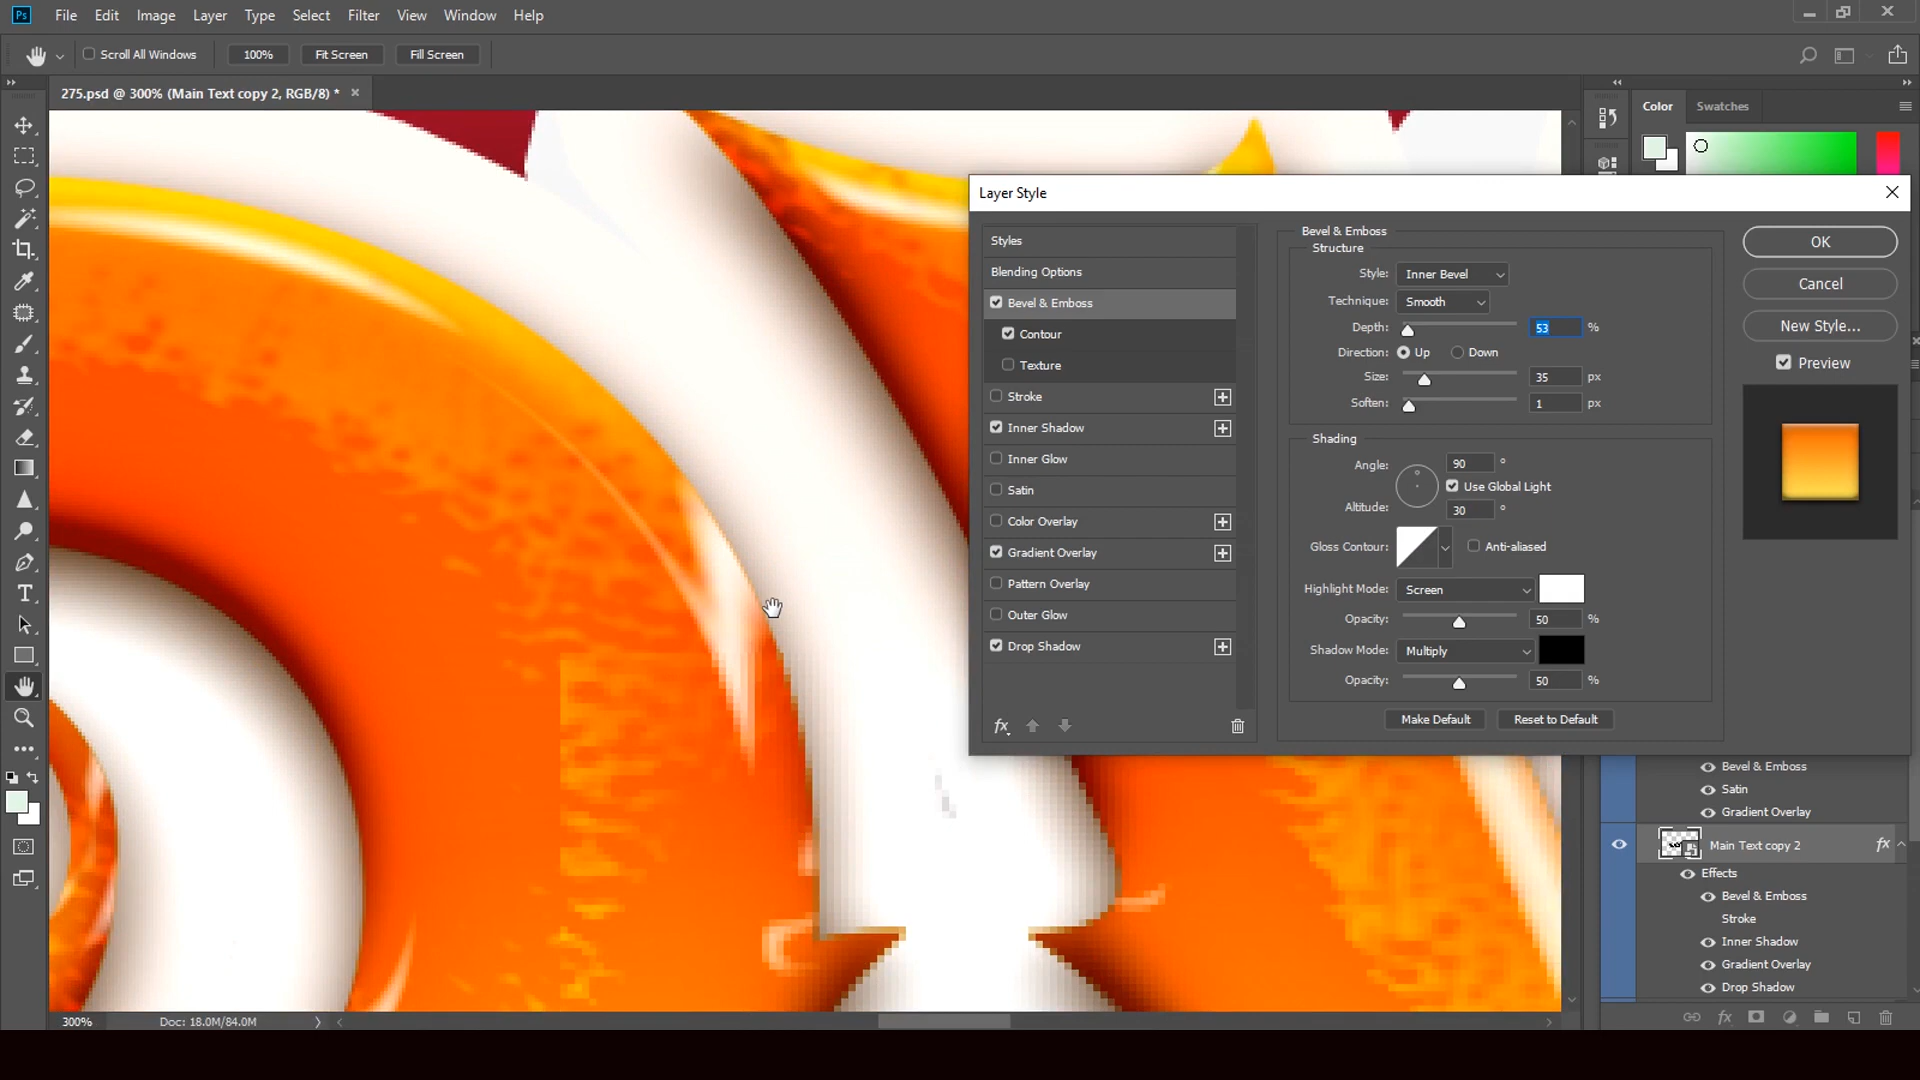 Ps File Edit Image Layer Type Select Filter View Window Help
Scroll All Windows 100% Fit Screen Fill Screen
275.psd @ 300% (Main Text copy 2, RGB/8) *
Color Swatches
Layer Style
Styles
Blending Options
Bevel & Emboss
Contour
Texture
Stroke
Inner Shadow
Inner Glow
Satin
Color Overlay
Gradient Overlay
Pattern Overlay
Outer Glow
Drop Shadow
fx
Bevel & Emboss
Structure
Style: Inner Bevel
Technique: Smooth
Depth: 53 %
Direction: Up Down
Size: 35 px
Soften: 1 px
Shading
Angle: 90 °
Use Global Light
Altitude: 30 °
Gloss Contour: Anti-aliased
Highlight Mode: Screen
Opacity: 50 %
Shadow Mode: Multiply
Opacity: 50 %
Make Default Reset to Default
OK
Cancel
New Style...
Preview
Bevel & Emboss
Satin
Gradient Overlay
Main Text copy 2 fx
Effects
Bevel & Emboss
Stroke
Inner Shadow
Gradient Overlay
Drop Shadow
fx
300% Doc: 18.0M/84.0M